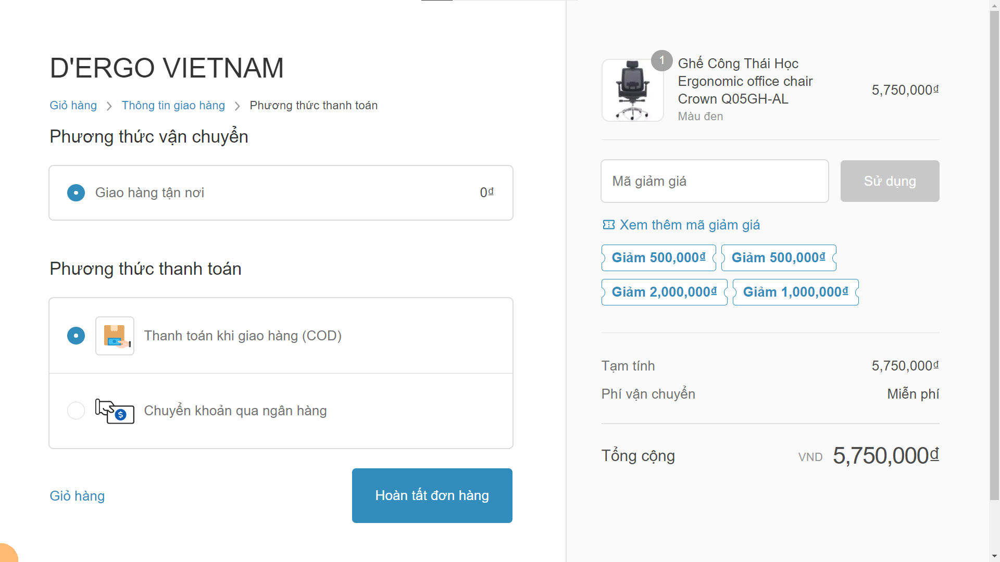 D'ERGO VIETNAM
Giỏ hàng
Thông tin giao hàng
Phương thức thanh toán
Phương thức vận chuyển
Giao hàng tận nơi
0₫
Phương thức thanh toán
Thanh toán khi giao hàng (COD)
$
Chuyển khoản qua ngân hàng
Giỏ hàng
Hoàn tất đơn hàng
1
Ghế Công Thái Học
Ergonomic office chair
Crown Q05GH-AL
Màu đen
5,750,000₫
Mã giảm giá
Sử dụng
Xem thêm mã giảm giá
Giảm 500,000₫
Giảm 500,000₫
Giảm 2,000,000₫
Giảm 1,000,000₫
Tạm tính
5,750,000₫
Phí vận chuyển
Miễn phí
Tổng cộng
VND 5,750,000₫